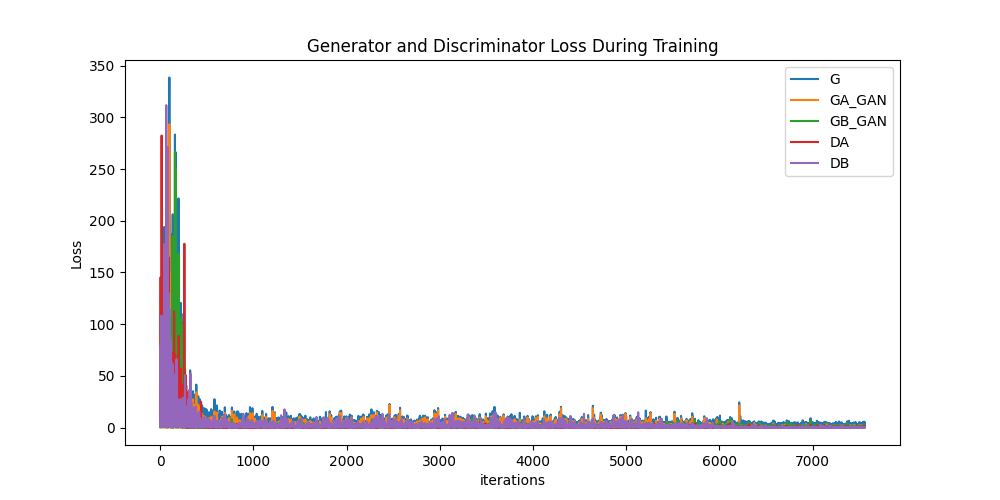 Generator and Discriminator Loss During Training
350
300
250
200
150
100
50
0
Loss
G
GA_GAN
GB_GAN
DA
DB
0 1000 2000 3000 4000 5000 6000 7000
iterations